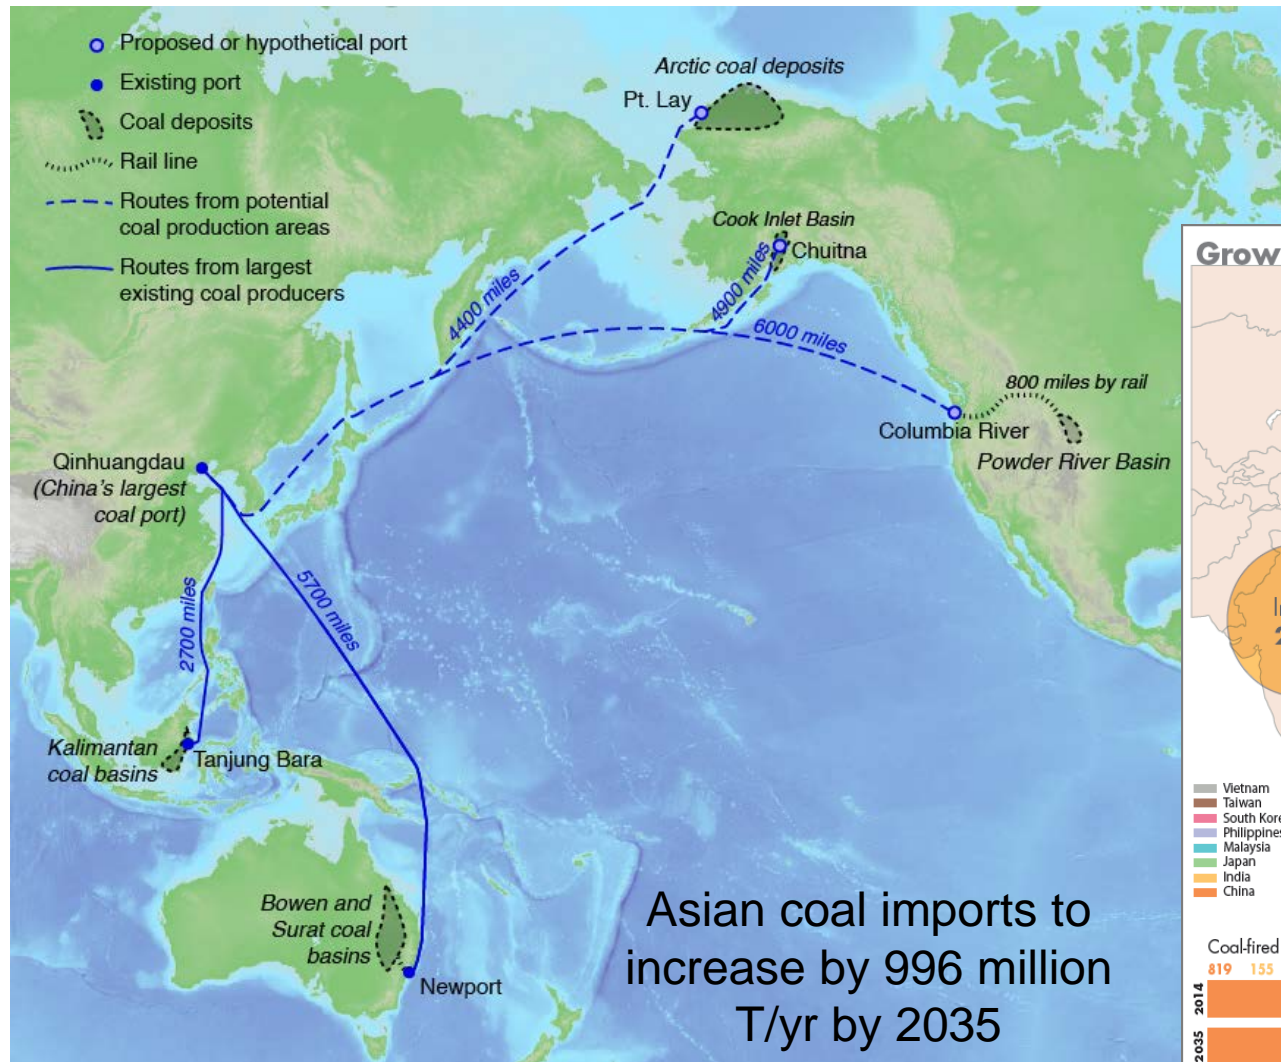 Proposed or hypothetical port
Existing port
Coal deposits
Rail line
Routes from potential
coal production areas
Routes from largest
existing coal producers
Arctic coal deposits
Pt. Lay
Cook Inlet Basin
Chuitna
4400 miles
4900 miles
6000 miles
800 miles by rail
Columbia River
Powder River Basin
Qinhuangdau
(China's largest
coal port)
2700 miles
5700 miles
Kalimantan
coal basins
Tanjung Bara
Bowen and
Surat coal
basins
Newport
Asian coal imports to
increase by 996 million
T/yr by 2035
Grow
Vietnam
Taiwan
South Kore
Philippines
Malaysia
Japan
India
China
Coal-fired
819 155
2014
2035